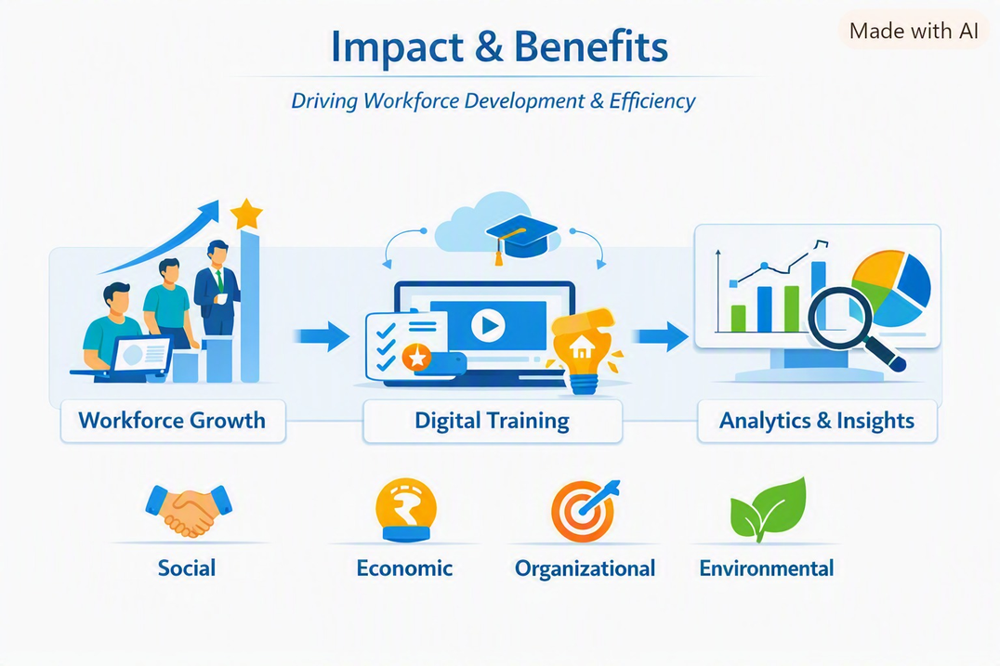 Made with AI
Impact & Benefits
Driving Workforce Development & Efficiency
Workforce Growth
Digital Training
Analytics & Insights
Social
Economic
Organizational
Environmental